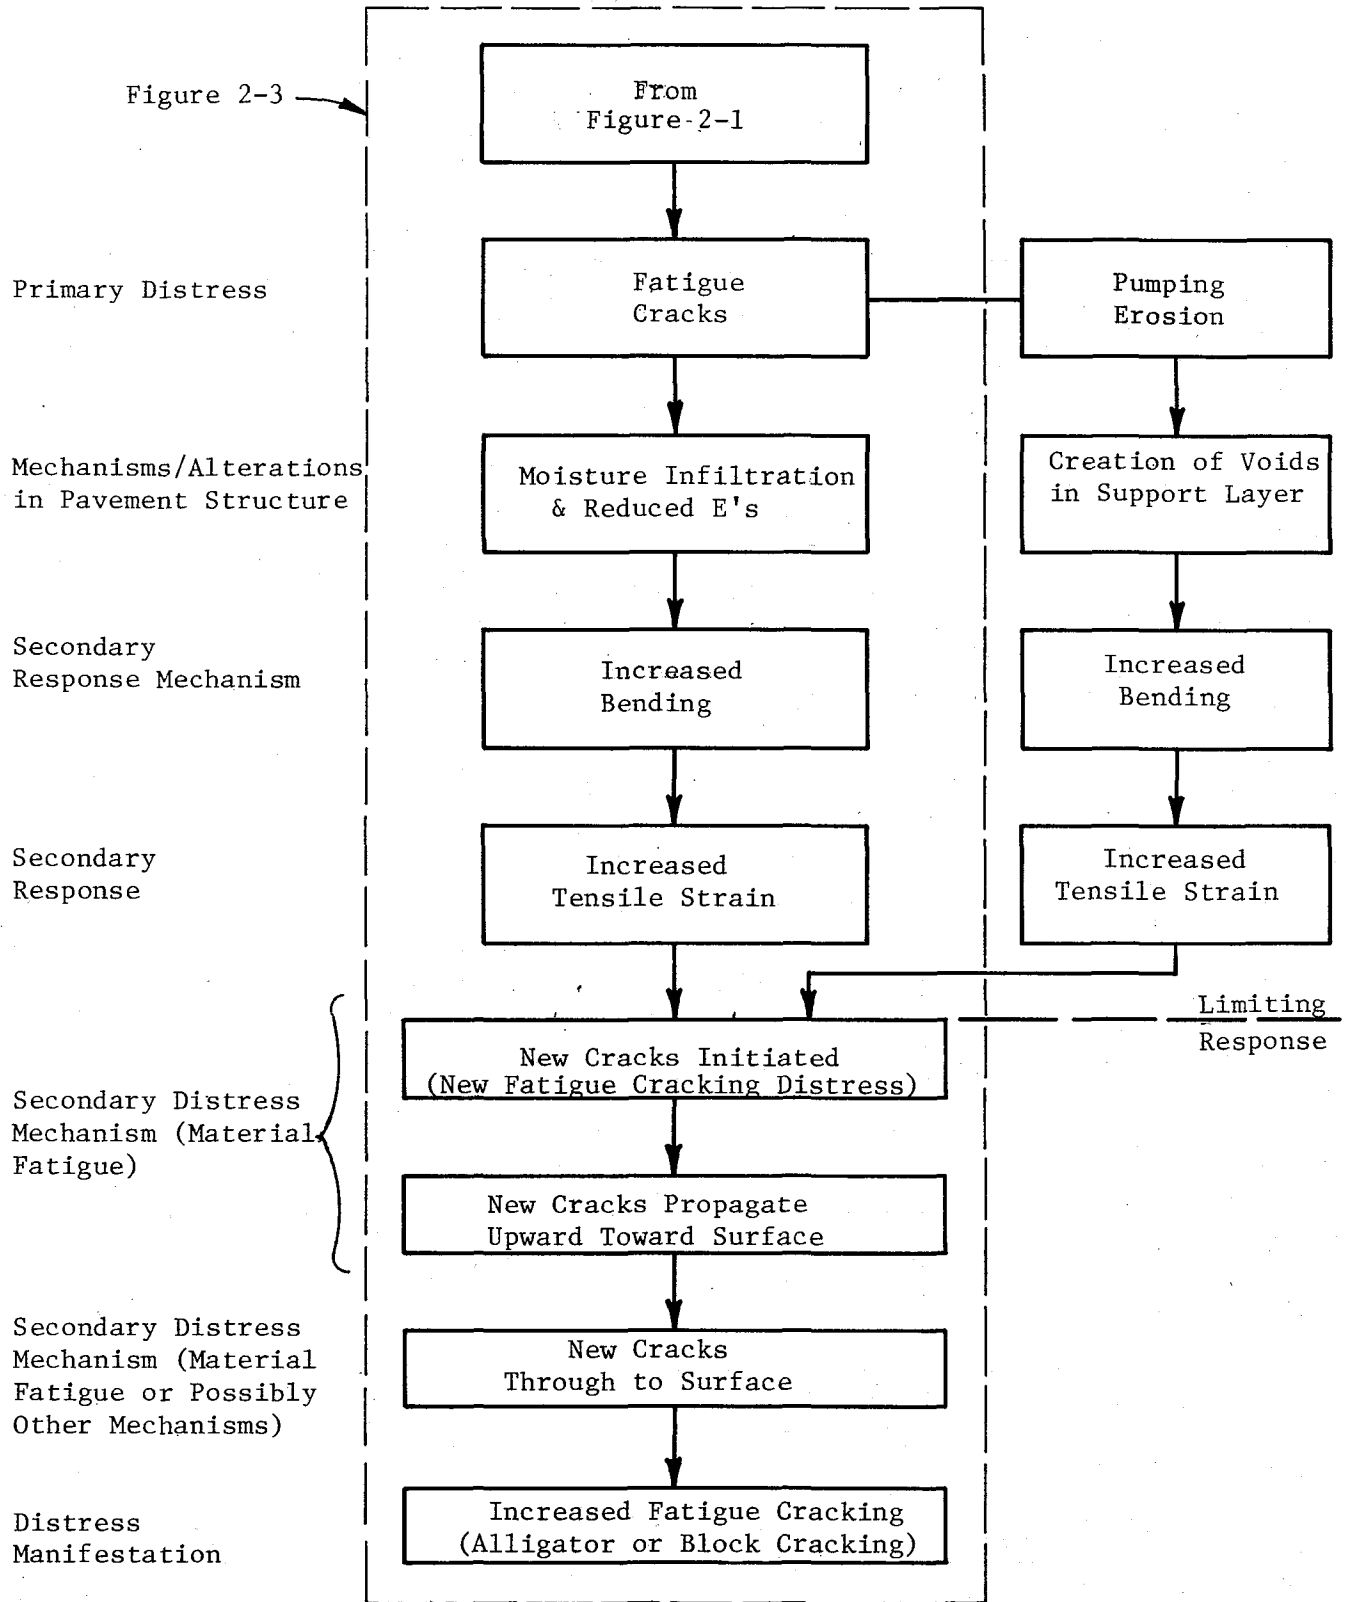 Figure 2-3
From
Figure 2-1
Primary Distress
Fatigue
Cracks
Pumping
Erosion
Mechanisms/Alterations
in Pavement Structure
Moisture Infiltration
& Reduced E's
Creation of Voids
in Support Layer
Secondary
Response Mechanism
Increased
Bending
Increased
Bending
Secondary
Response
Increased
Tensile Strain
Increased
Tensile Strain
Limiting
Response
New Cracks Initiated
(New Fatigue Cracking Distress)
Secondary Distress
Mechanism (Material
Fatigue)
New Cracks Propagate
Upward Toward Surface
Secondary Distress
Mechanism (Material
Fatigue or Possibly
Other Mechanisms)
New Cracks
Through to Surface
Distress
Manifestation
Increased Fatigue Cracking
(Alligator or Block Cracking)